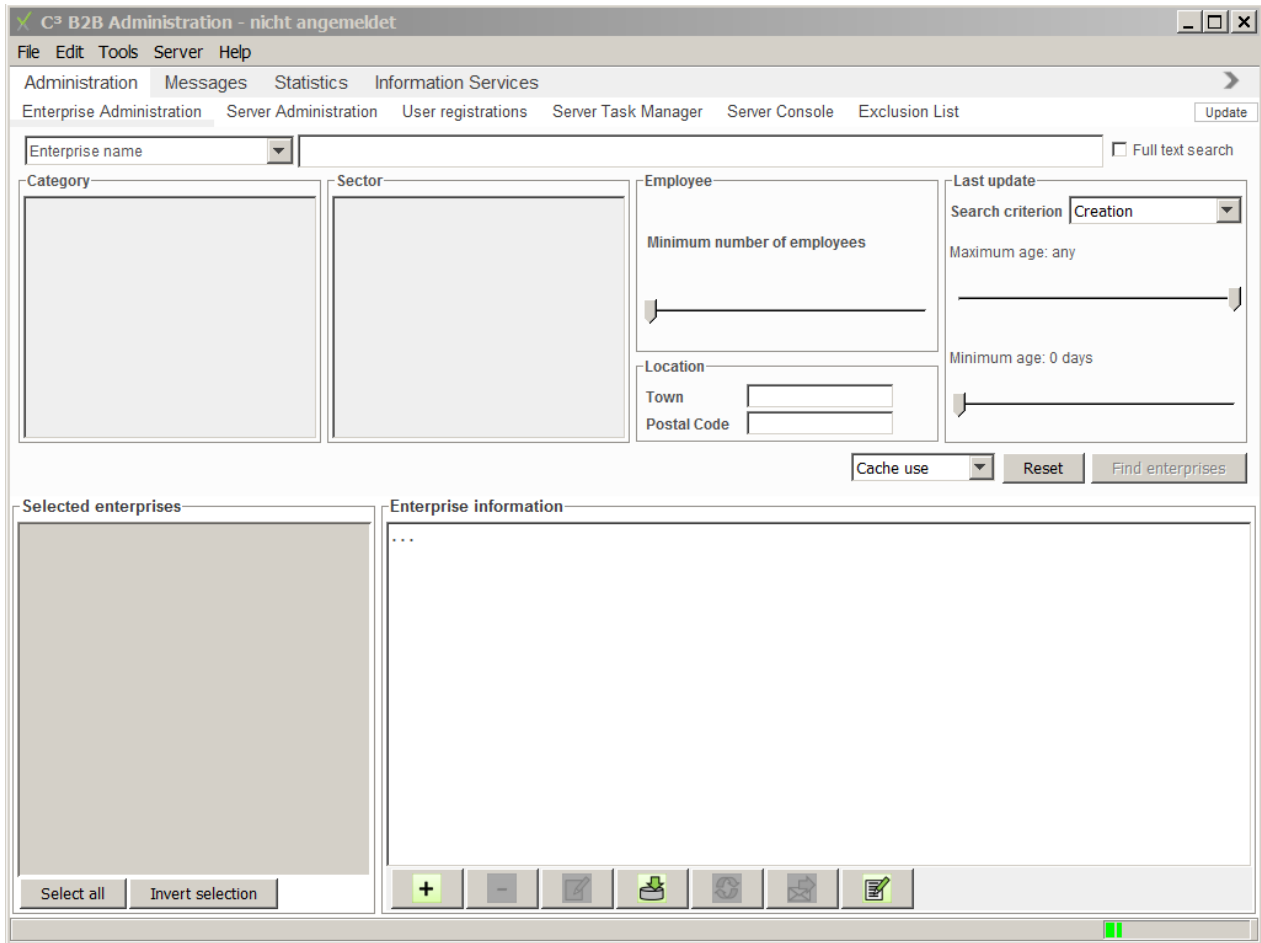 C³ B2B Administration - nicht angemeldet
File Edit Tools Server Help
Administration Messages Statistics Information Services
Enterprise Administration Server Administration User registrations Server Task Manager Server Console Exclusion List Update
Enterprise name Full text search
Category Sector Employee Last update
Search criterion Creation
Minimum number of employees
Maximum age: any
Minimum age: 0 days
Location
Town
Postal Code
Cache use Reset Find enterprises
Selected enterprises Enterprise information
...
Select all Invert selection